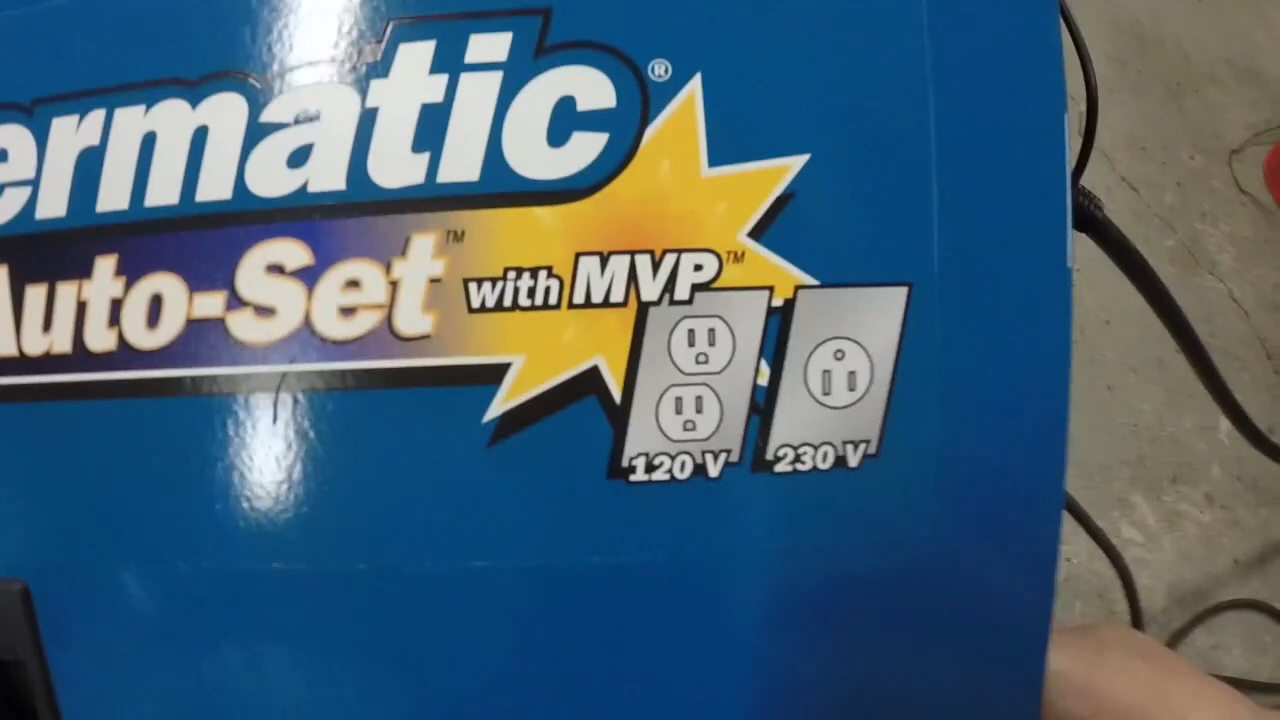 ermatic®
Auto-Set™ with MVP™
120 V 230 V